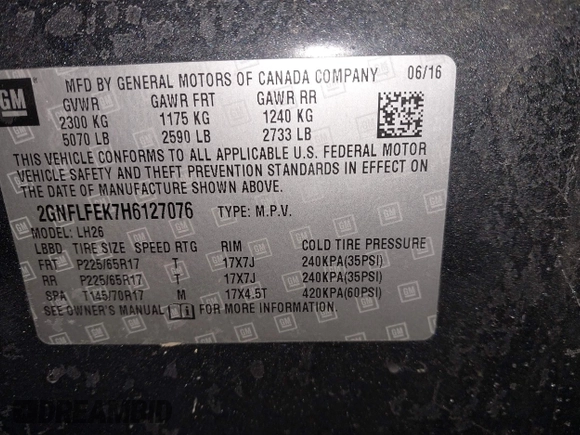 GM
MFD BY GENERAL MOTORS OF CANADA COMPANY 06/16
GVWR GAWR FRT GAWR RR
2300 KG 1175 KG 1240 KG
5070 LB 2590 LB 2733 LB
THIS VEHICLE CONFORMS TO ALL APPLICABLE U.S. FEDERAL MOTOR
VEHICLE SAFETY AND THEFT PREVENTION STANDARDS IN EFFECT ON
THE DATE OF MANUFACTURE SHOWN ABOVE.
2GNFLFEK7H6127076 TYPE: M.P.V.
MODEL: LH26
LBBD TIRE SIZE SPEED RTG RIM COLD TIRE PRESSURE
FRT P225/65R17 T 17X7J 240KPA(35PSI)
RR P225/65R17 T 17X7J 240KPA(35PSI)
SPA T145/70R17 M 17X4.5T 420KPA(60PSI)
SEE OWNER'S MANUAL FOR MORE INFORMATION.
DREAMBID